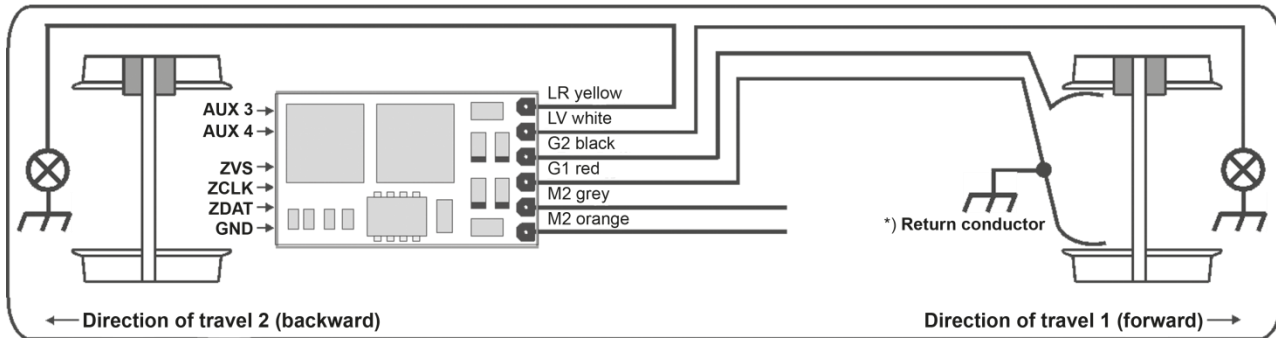 LR yellow
AUX 3
LV white
AUX 4
G2 black
ZVS
G1 red
ZCLK
M2 grey
ZDAT
M2 orange
GND
*) Return conductor
Direction of travel 2 (backward)
Direction of travel 1 (forward)